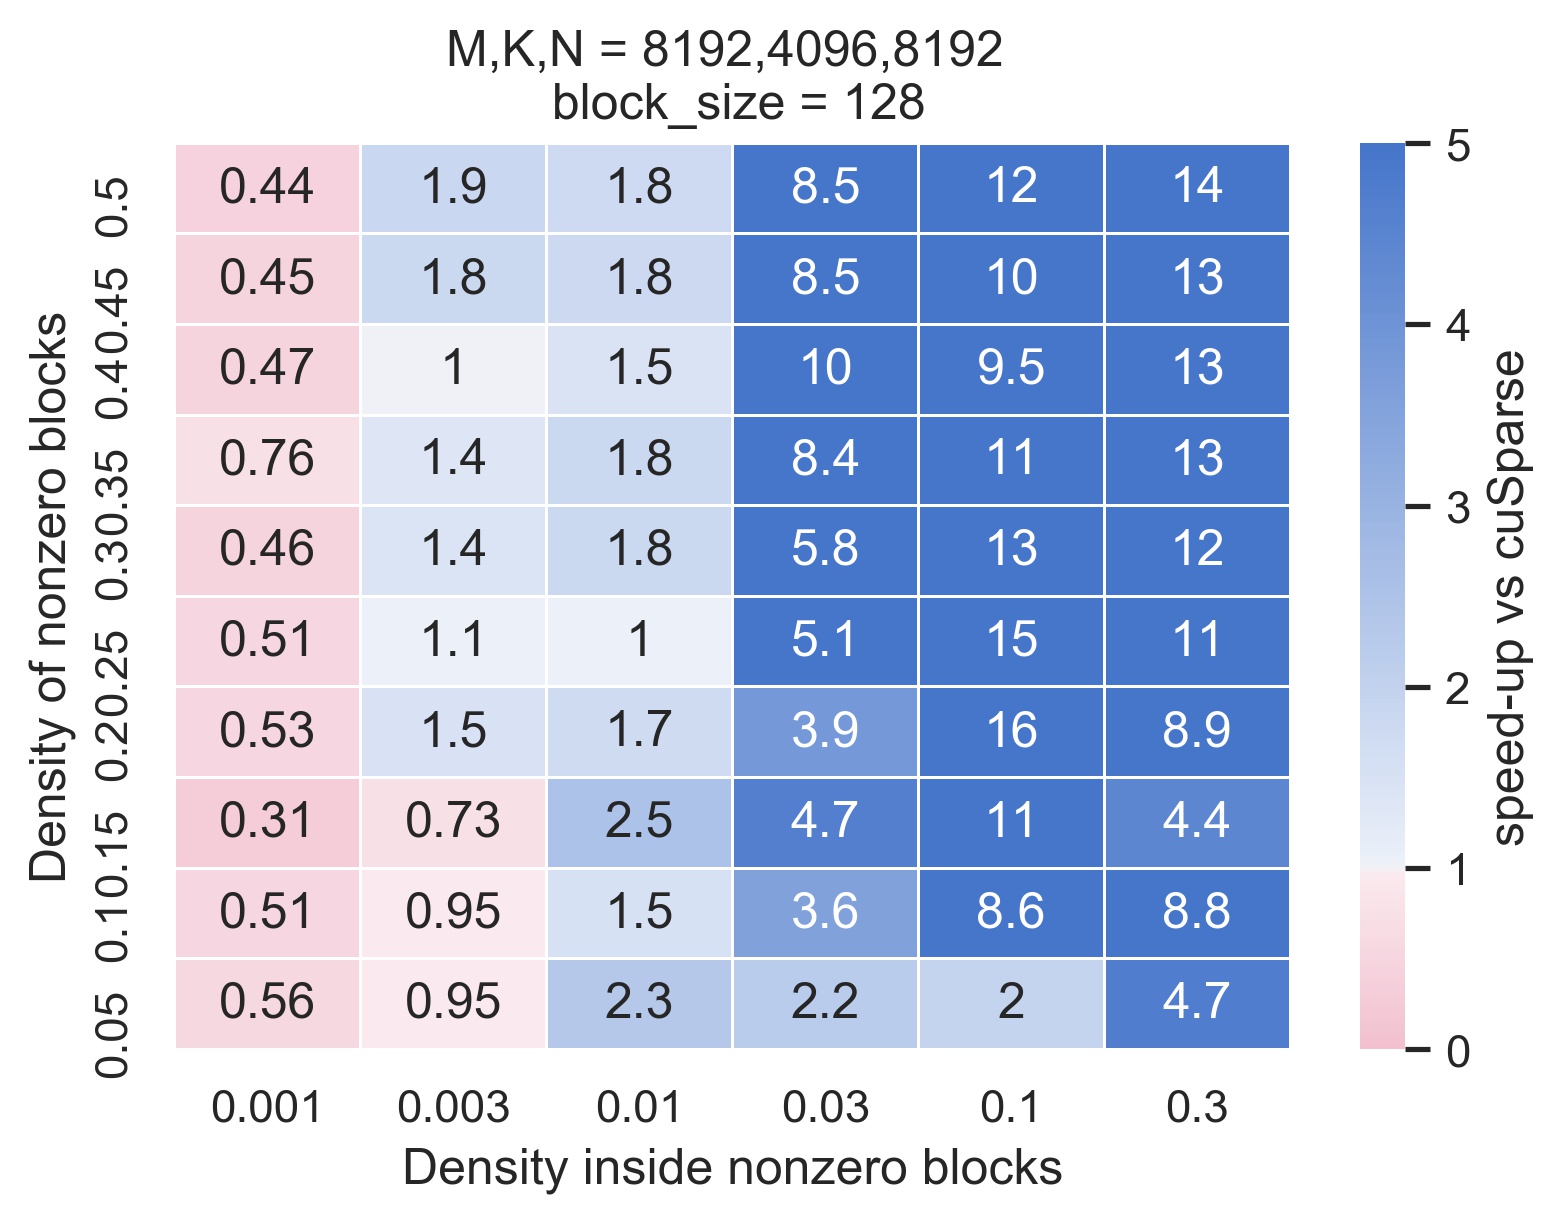 M,K,N = 8192,4096,8192
block_size = 128
Density of nonzero blocks
0.5 0.44 1.9 1.8 8.5 12 14
0.45 0.45 1.8 1.8 8.5 10 13
0.4 0.47 1 1.5 10 9.5 13
0.35 0.76 1.4 1.8 8.4 11 13
0.3 0.46 1.4 1.8 5.8 13 12
0.25 0.51 1.1 1 5.1 15 11
0.2 0.53 1.5 1.7 3.9 16 8.9
0.15 0.31 0.73 2.5 4.7 11 4.4
0.1 0.51 0.95 1.5 3.6 8.6 8.8
0.05 0.56 0.95 2.3 2.2 2 4.7
0.001 0.003 0.01 0.03 0.1 0.3
Density inside nonzero blocks
5
4
3
2
1
0
speed-up vs cuSparse